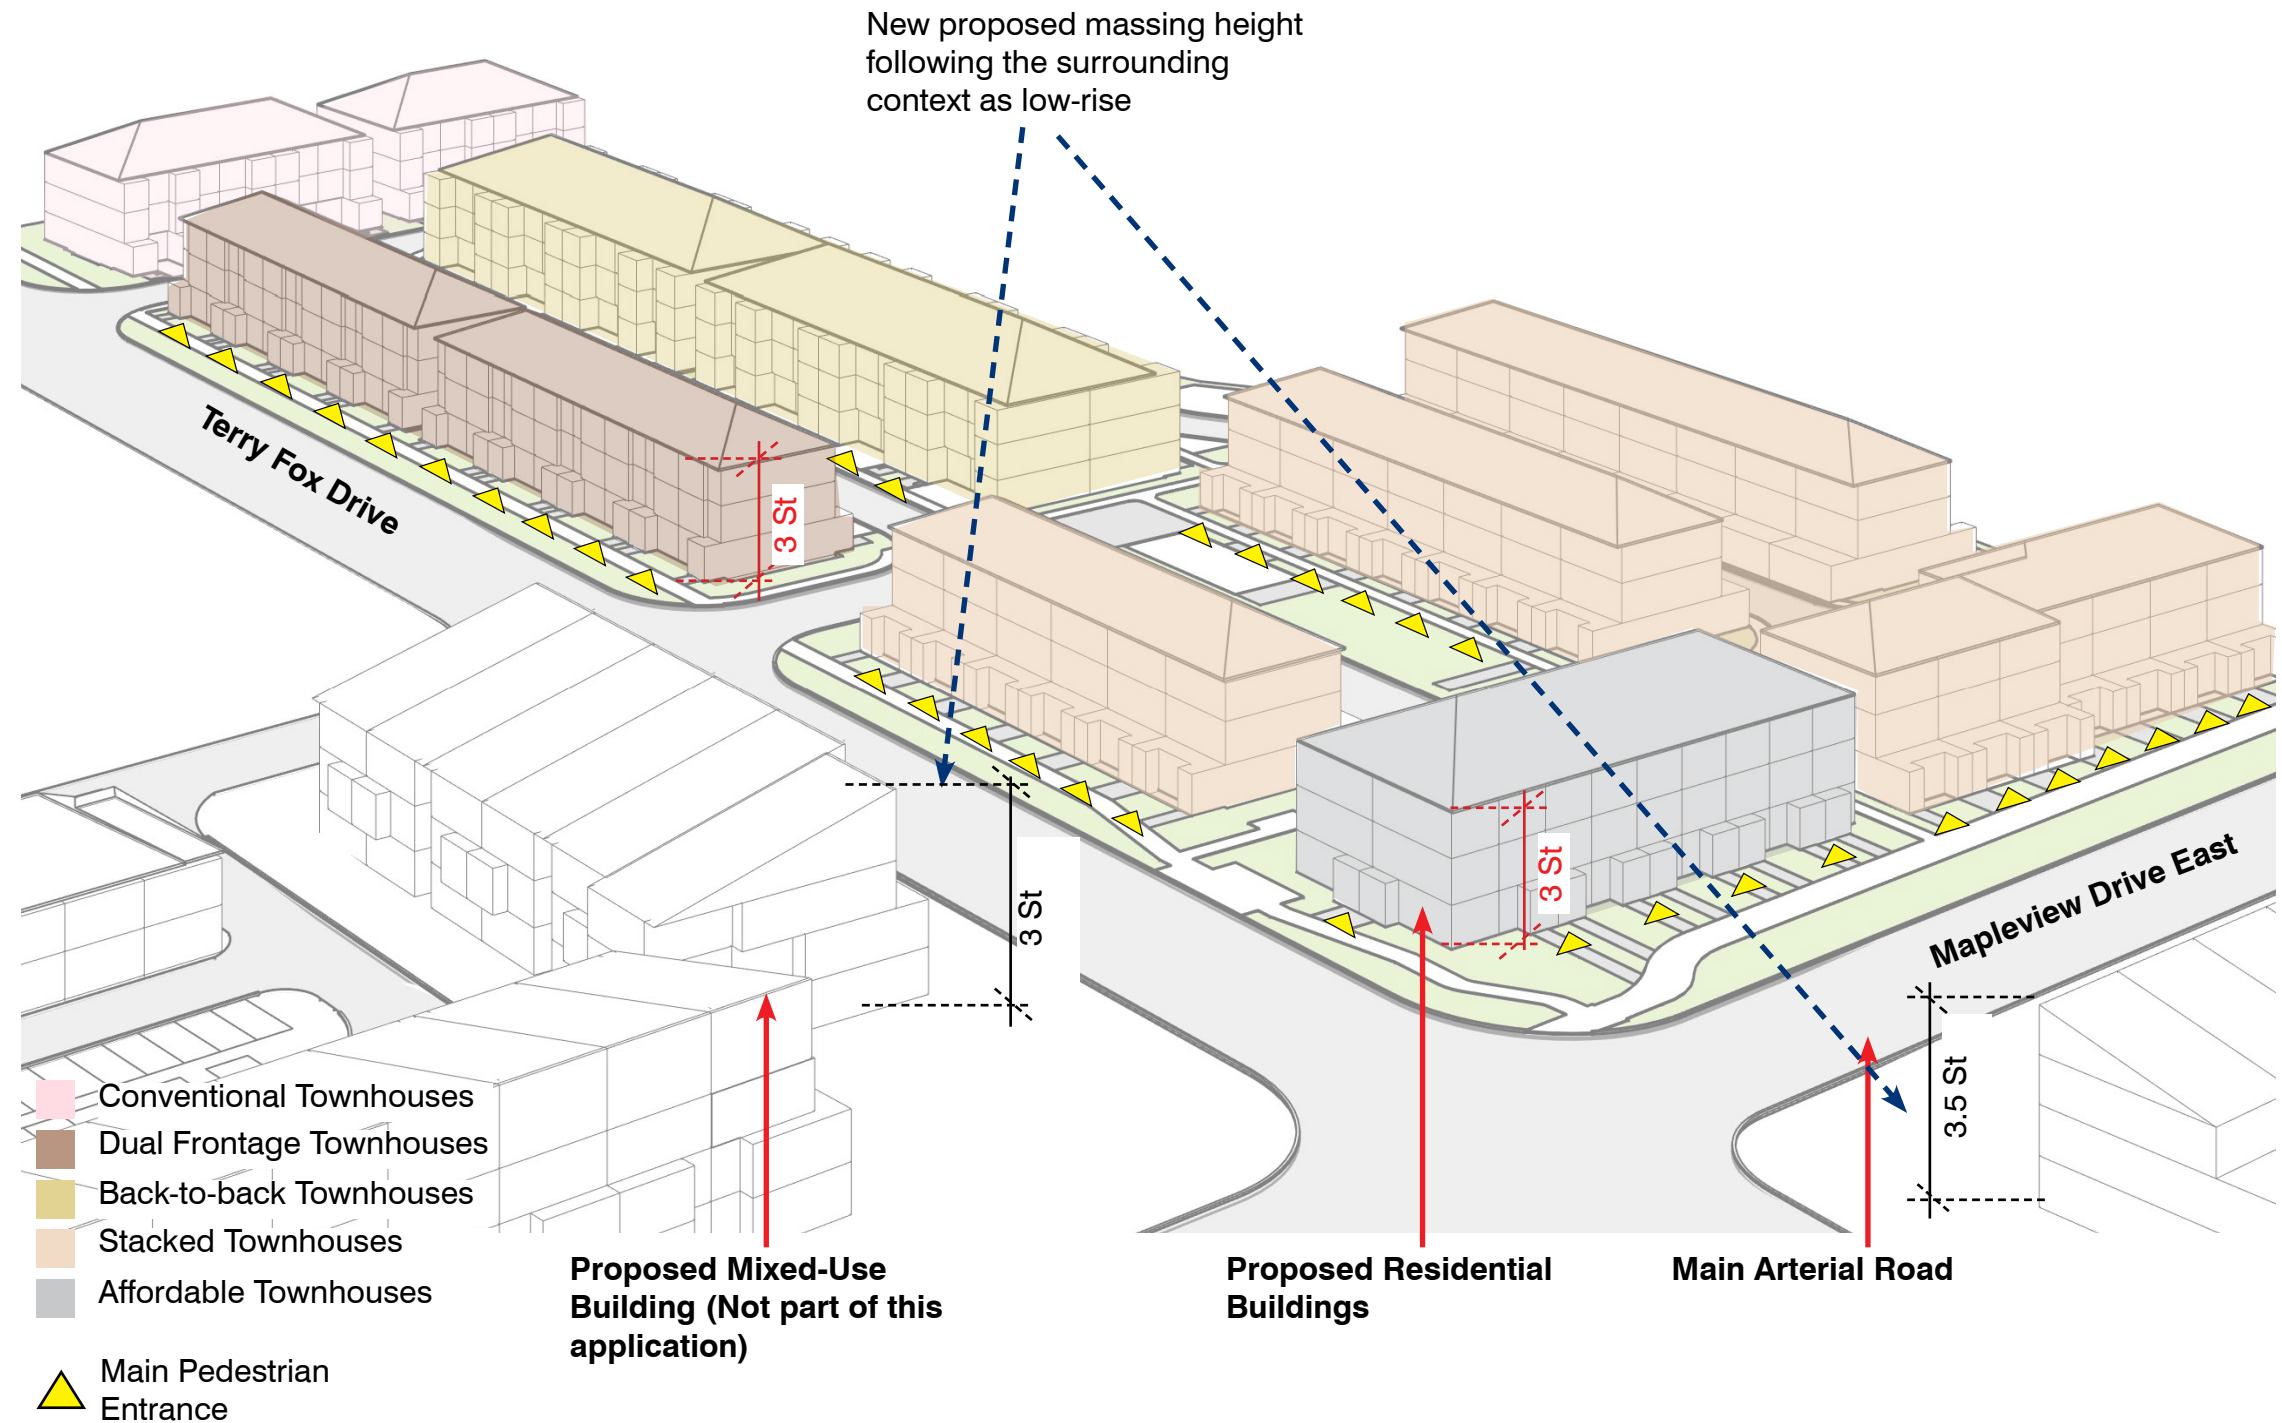 New proposed massing height
following the surrounding
context as low-rise
Terry Fox Drive
3 St
3 St
3 St
Mapleview Drive East
3.5 St
Conventional Townhouses
Dual Frontage Townhouses
Back-to-back Townhouses
Stacked Townhouses
Affordable Townhouses
Main Pedestrian
Entrance
Proposed Mixed-Use
Building (Not part of this
application)
Proposed Residential
Buildings
Main Arterial Road